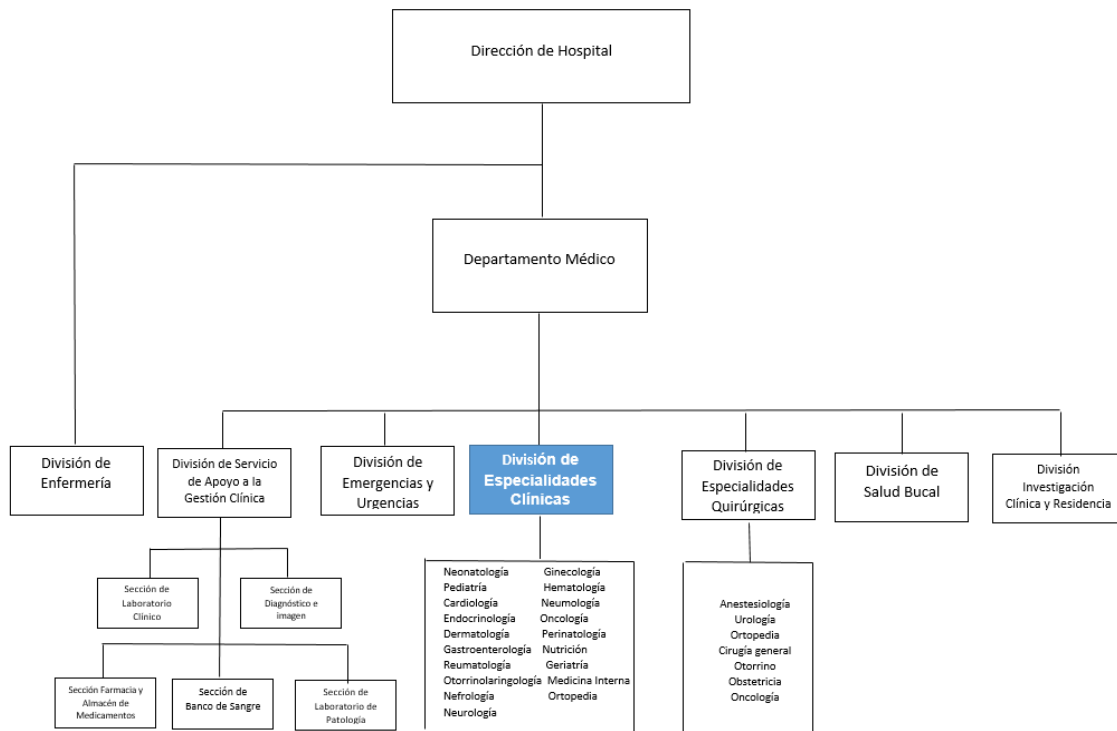 Dirección de Hospital
Departamento Médico
División de
Enfermería
División de Servicio
de Apoyo a la
Gestión Clínica
División de
Emergencias y
Urgencias
División de
Especialidades
Clínicas
División de
Especialidades
Quirúrgicas
División de
Salud Bucal
División
Investigación
Clínica y Residencia
Sección de
Laboratorio
Clínico
Sección de
Diagnóstico e
imagen
Sección Farmacia y
Almacén de
Medicamentos
Sección de
Banco de Sangre
Sección de
Laboratorio de
Patología
Neonatología Ginecología
Pediatría Hematología
Cardiología Neumología
Endocrinología Oncología
Dermatología Perinatología
Gastroenterología Nutrición
Reumatología Geriatría
Otorrinolaringología Medicina Interna
Nefrología Ortopedia
Neurología
Anestesiología
Urología
Ortopedia
Cirugía general
Otorrino
Obstetricia
Oncología